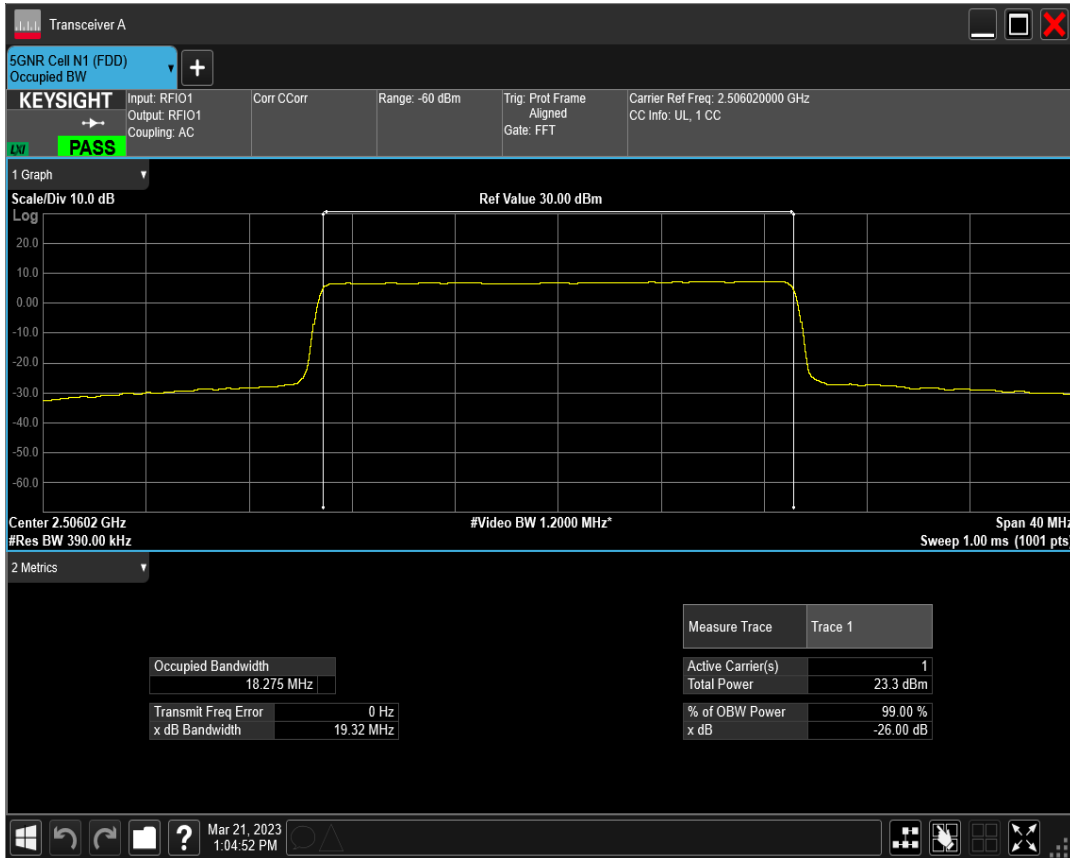 Transceiver A
5GNR Cell N1 (FDD)
Occupied BW
+
KEYSIGHT
LXI
PASS
Input: RFIO1
Output: RFIO1
Coupling: AC
Corr CCorr
Range: -60 dBm
Trig: Prot Frame
Aligned
Gate: FFT
Carrier Ref Freq: 2.506020000 GHz
CC Info: UL, 1 CC
1 Graph
Scale/Div 10.0 dB
Ref Value 30.00 dBm
Log
20.0
10.0
0.00
-10.0
-20.0
-30.0
-40.0
-50.0
-60.0
Center 2.50602 GHz
#Video BW 1.2000 MHz*
Span 40 MHz
#Res BW 390.00 kHz
Sweep 1.00 ms (1001 pts)
2 Metrics
Measure Trace Trace 1
Occupied Bandwidth
18.275 MHz
Transmit Freq Error 0 Hz
x dB Bandwidth 19.32 MHz
Active Carrier(s) 1
Total Power 23.3 dBm
% of OBW Power 99.00 %
x dB -26.00 dB
?
Mar 21, 2023
1:04:52 PM